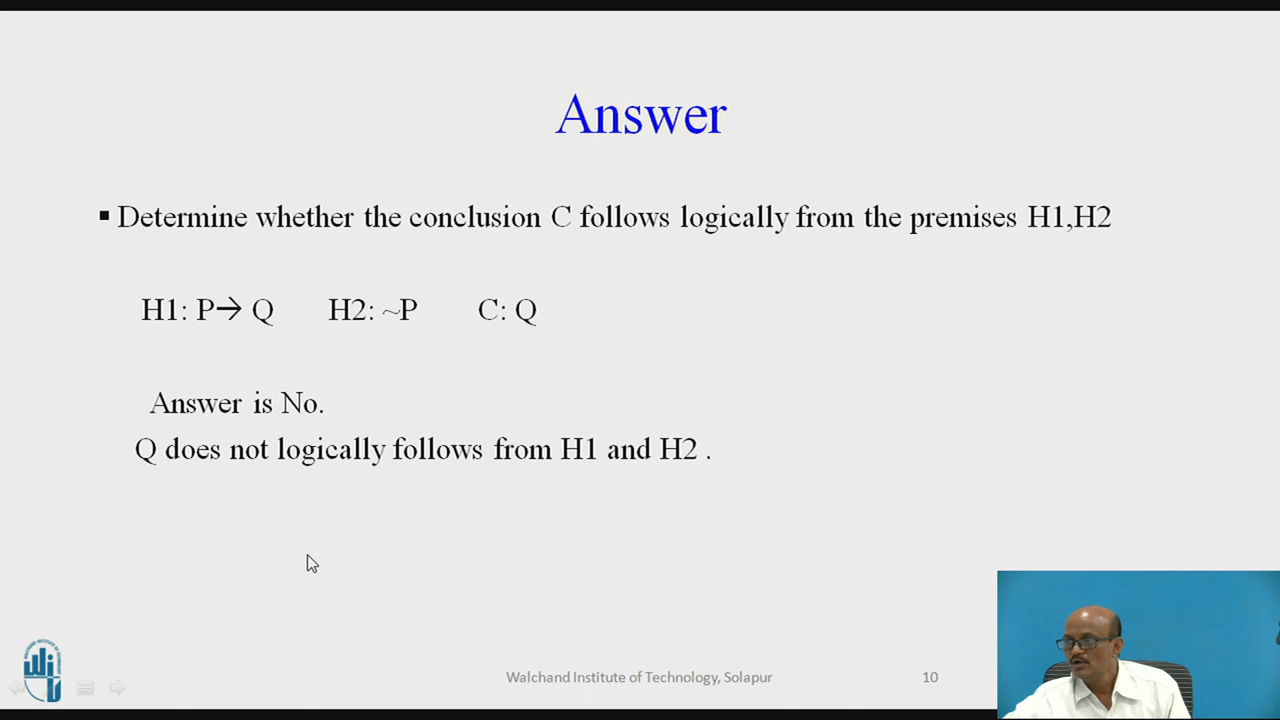 Answer
▪ Determine whether the conclusion C follows logically from the premises H1,H2
H1: P→ Q H2: ~P C: Q
Answer is No.
Q does not logically follows from H1 and H2 .
Walchand Institute of Technology, Solapur 10